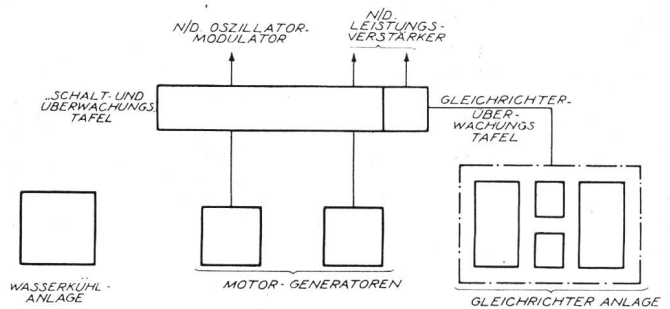 N/D. OSZILLATOR-
MODULATOR
N/D.
LEISTUNGS-
VERSTÄRKER
SCHALT- UND
ÜBERWACHUNGS
TAFEL
GLEICHRICHTER-
ÜBER-
WACHUNGS
TAFEL
WASSERKÜHL-
ANLAGE
MOTOR-GENERATOREN
GLEICHRICHTER ANLAGE